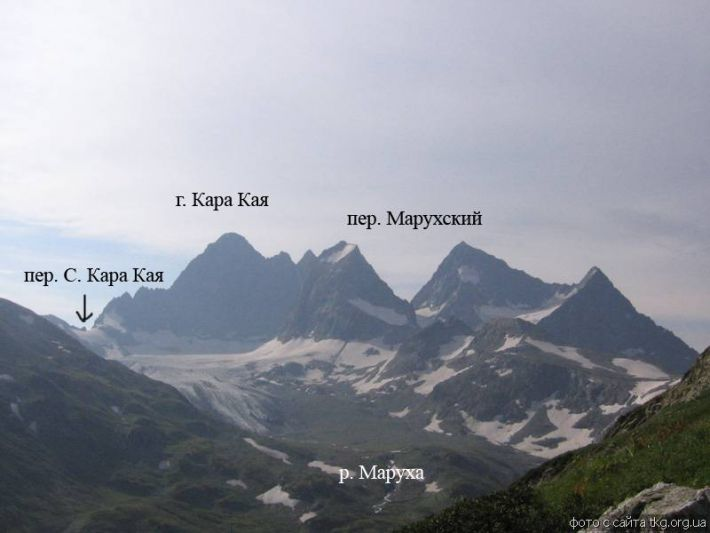 г. Кара Кая
пер. Марухский
пер. С. Кара Кая
р. Маруха
фото с сайта tkg.org.ua